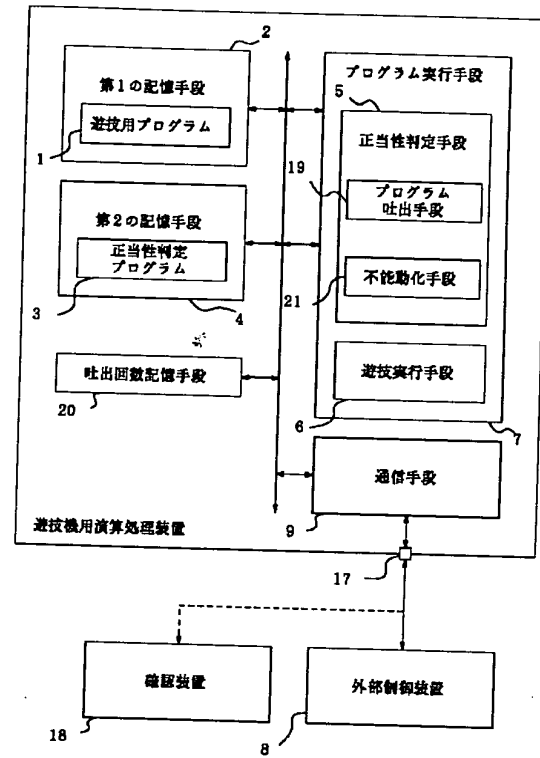 2
第1の記憶手段
遊技用プログラム
1
第2の記憶手段
正当性判定
プログラム
3
4
吐出回数記憶手段
20
プログラム実行手段
5
正当性判定手段
19
プログラム
吐出手段
21
不能動化手段
遊技実行手段
6
7
通信手段
9
遊技機用演算処理装置
17
確認装置
18
外部制御装置
8